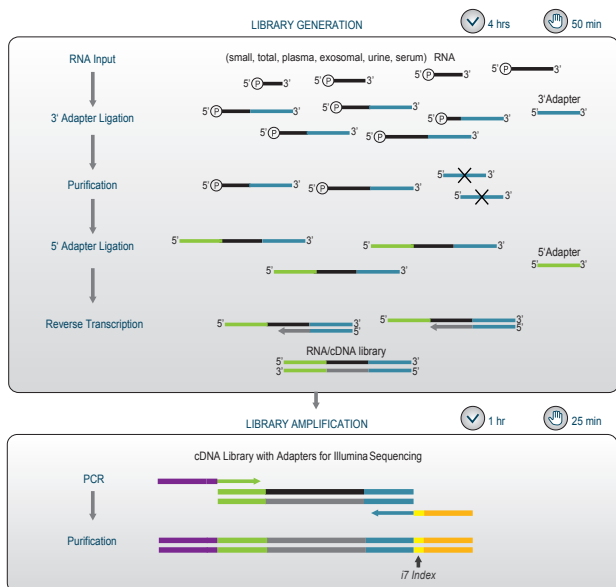 LIBRARY GENERATION
4 hrs
50 min
RNA Input
(small, total, plasma, exosomal, urine, serum) RNA
5' P 3'
5' P 3'
5' P 3'
5' P 3'
3' Adapter Ligation
5' P 3'
5' P 3'
5' P 3'
3'Adapter
5' 3'
5' P 3'
5' P 3'
Purification
5' P 3'
5' P 3'
5' 3'
5' 3'
5' Adapter Ligation
5' 3'
5' 3'
5' 3'
5'Adapter
5' 3'
Reverse Transcription
5' 3'
5'
5' 3'
5'
RNA/cDNA library
5' 3'
3' 5'
LIBRARY AMPLIFICATION
1 hr
25 min
cDNA Library with Adapters for Illumina Sequencing
PCR
Purification
i7 Index